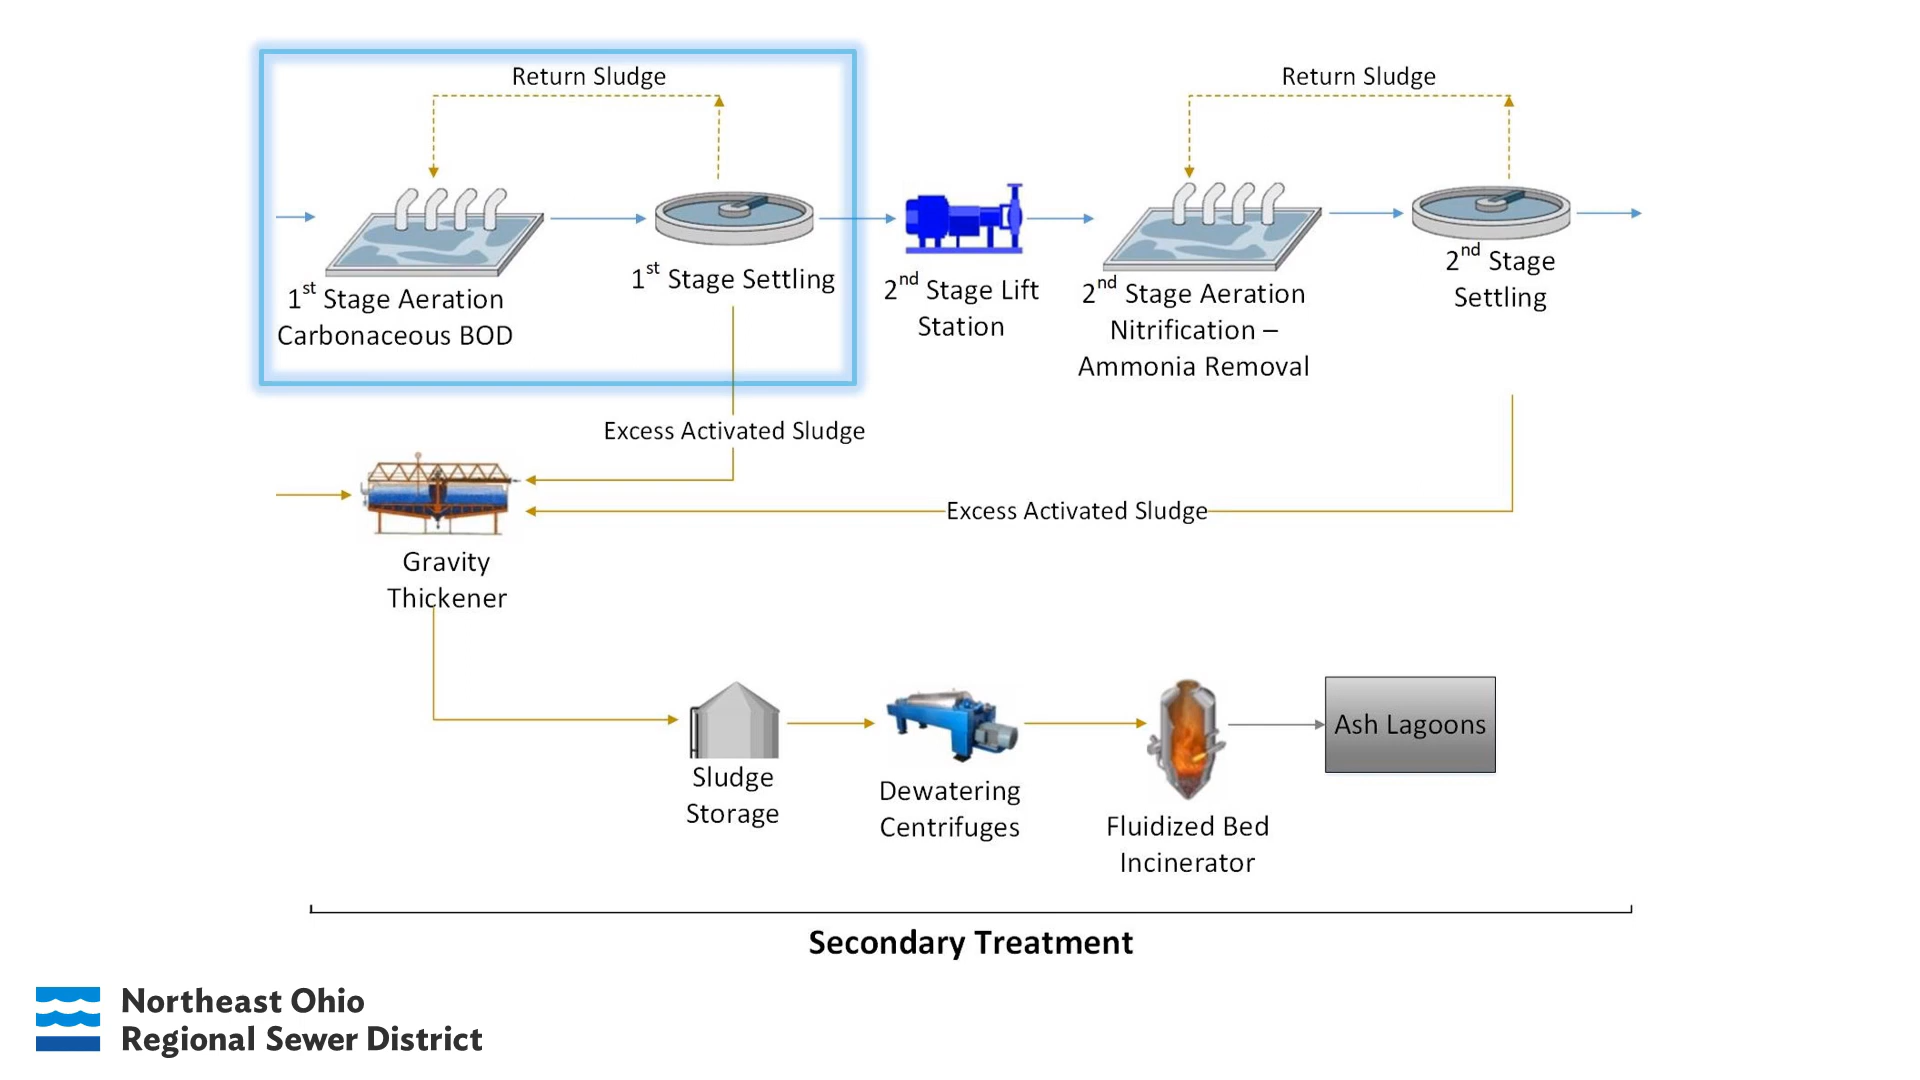 Return Sludge
Return Sludge
1st Stage Aeration
Carbonaceous BOD
1st Stage Settling
2nd Stage Lift
Station
2nd Stage Aeration
Nitrification –
Ammonia Removal
2nd Stage
Settling
Excess Activated Sludge
Excess Activated Sludge
Gravity
Thickener
Sludge
Storage
Dewatering
Centrifuges
Fluidized Bed
Incinerator
Ash Lagoons
Secondary Treatment
Northeast Ohio
Regional Sewer District